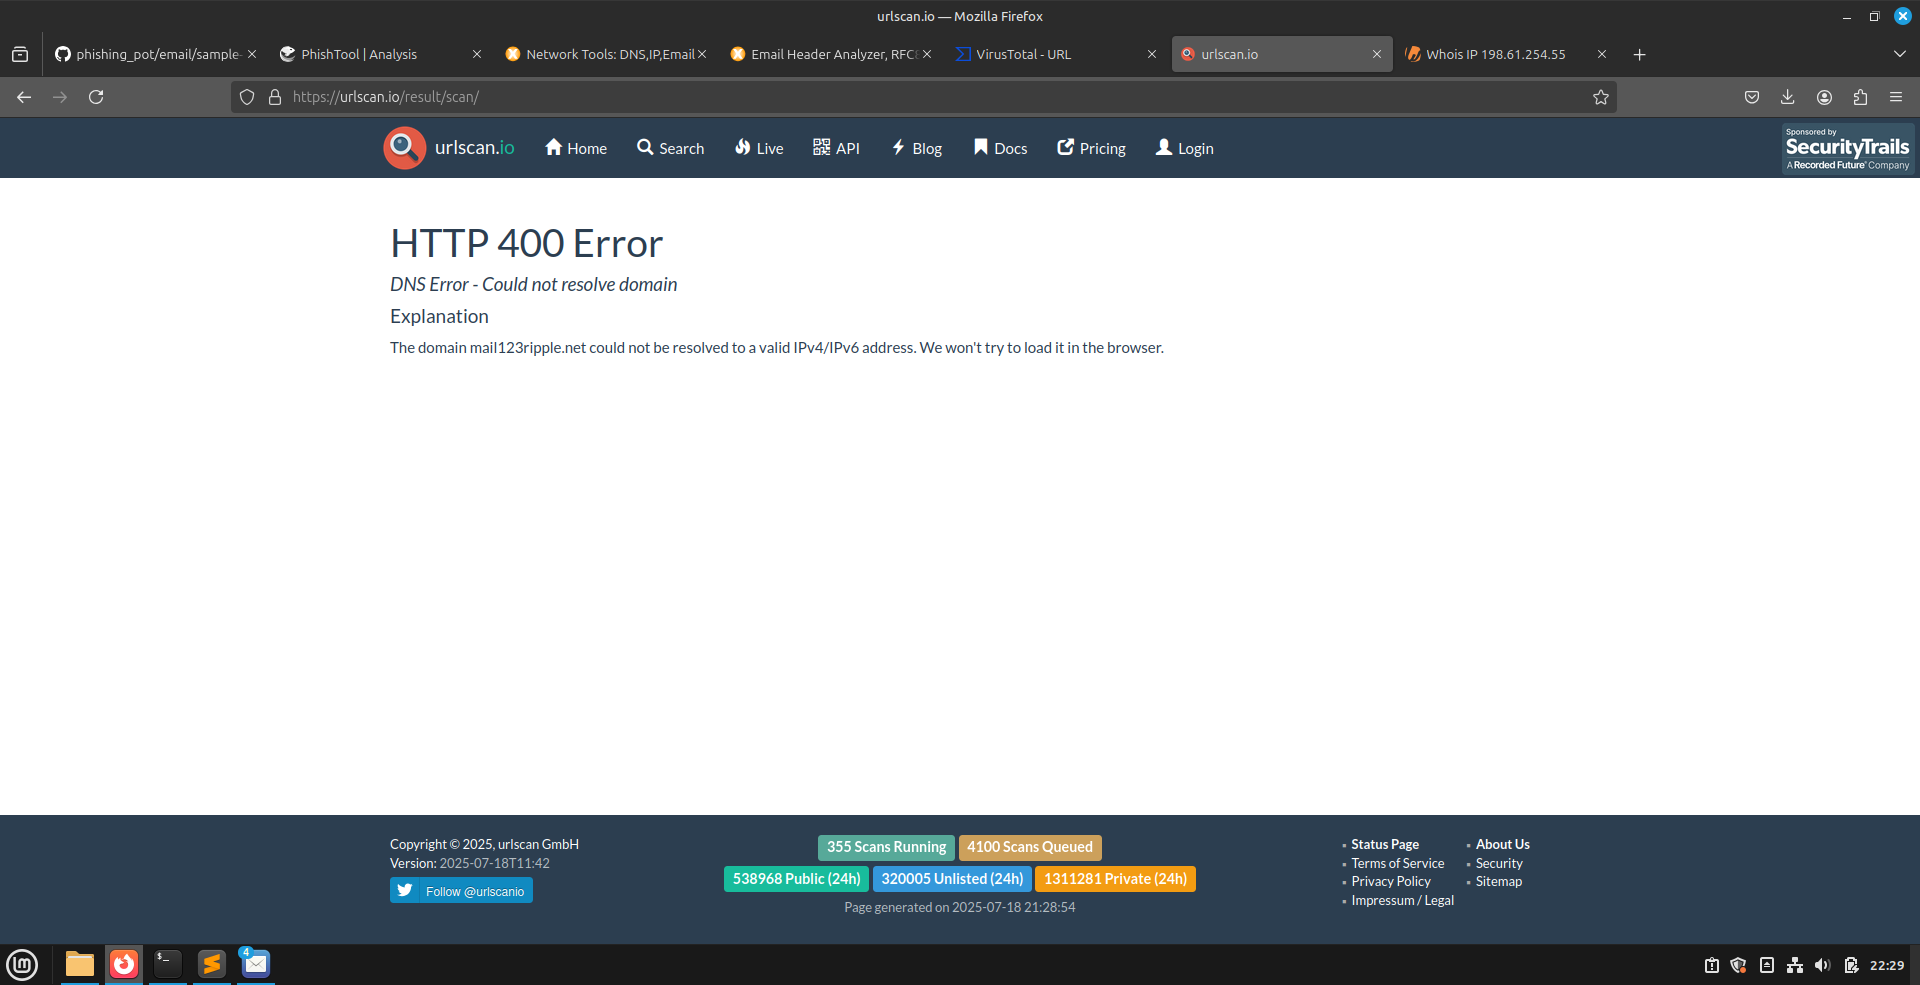 urlscan.io — Mozilla Firefox
phishing_pot/email/sample-
PhishTool | Analysis
Network Tools: DNS,IP,Email
Email Header Analyzer, RFC8
VirusTotal - URL
urlscan.io
Whois IP 198.61.254.55
https://urlscan.io/result/scan/
urlscan.io
Home
Search
Live
API
Blog
Docs
Pricing
Login
Sponsored by
SecurityTrails
A Recorded Future® Company
HTTP 400 Error
DNS Error - Could not resolve domain
Explanation
The domain mail123ripple.net could not be resolved to a valid IPv4/IPv6 address. We won't try to load it in the browser.
Copyright © 2025, urlscan GmbH
Version: 2025-07-18T11:42
Follow @urlscanio
355 Scans Running 4100 Scans Queued
538968 Public (24h) 320005 Unlisted (24h) 1311281 Private (24h)
Page generated on 2025-07-18 21:28:54
Status Page
Terms of Service
Privacy Policy
Impressum / Legal
About Us
Security
Sitemap
$_
4
22:29